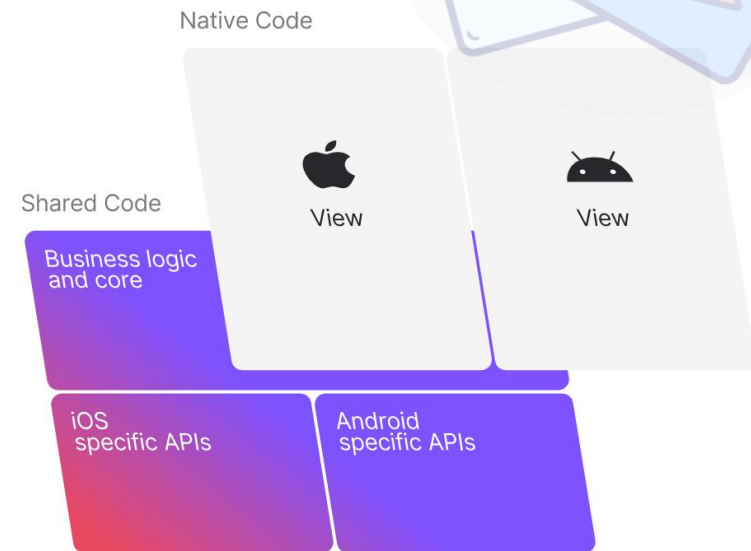 Native Code
View
View
Shared Code
Business logic
and core
iOS
specific APIs
Android
specific APIs